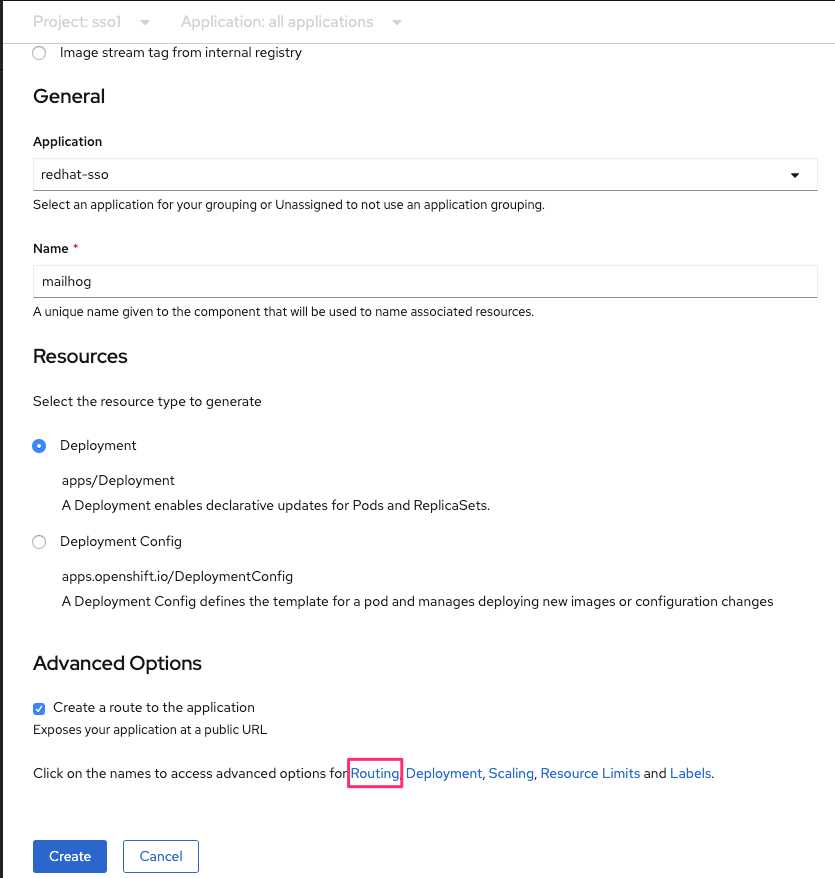 Project: sso1 Application: all applications
Image stream tag from internal registry
General
Application
redhat-sso
Select an application for your grouping or Unassigned to not use an application grouping.
Name *
mailhog
A unique name given to the component that will be used to name associated resources.
Resources
Select the resource type to generate
Deployment
apps/Deployment
A Deployment enables declarative updates for Pods and ReplicaSets.
Deployment Config
apps.openshift.io/DeploymentConfig
A Deployment Config defines the template for a pod and manages deploying new images or configuration changes
Advanced Options
Create a route to the application
Exposes your application at a public URL
Click on the names to access advanced options for Routing, Deployment, Scaling, Resource Limits and Labels.
Create Cancel